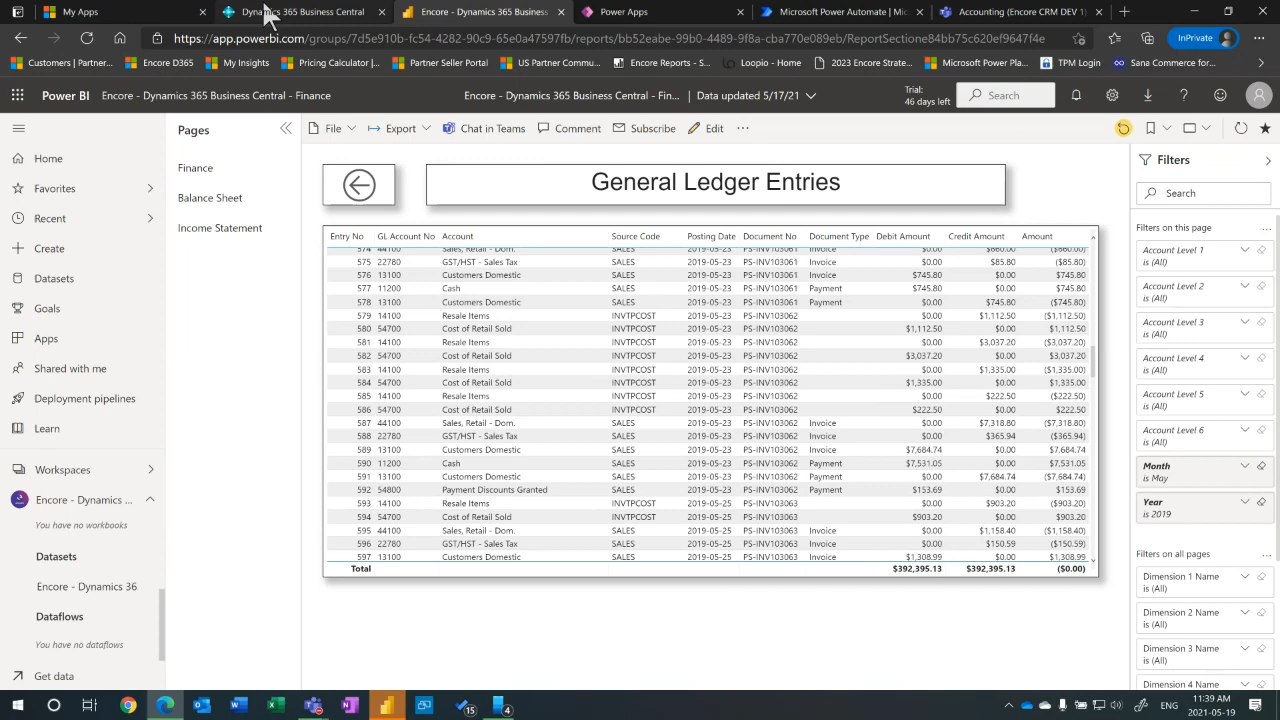 My Apps
Dynamics 365 Business Central
Encore - Dynamics 365 Business
Power Apps
Microsoft Power Automate |
Accounting (Encore CRM DEV 1)
https://app.powerbi.com/groups/7d5e910b-fc54-4282-90c9-65e0a47597fb/reports/bb52eabe-99b0-4489-9f8a-cba770e089eb/ReportSectione84bb75c620ef9647f4e
InPrivate
Customers | Partner...
Encore D365
My Insights
Pricing Calculator |...
Partner Seller Portal
US Partner Commu...
Encore Reports - S...
Loopio - Home
2023 Encore Strate...
Microsoft Power Pla...
TPM Login
Sana Commerce for...
Power BI
Encore - Dynamics 365 Business Central - Finance
Encore - Dynamics 365 Business Central - Fin...
| Data updated 5/17/21
Trial:
46 days left
Search
Pages
Finance
Balance Sheet
Income Statement
File
Export
Chat in Teams
Comment
Subscribe
Edit
...
Home
Favorites
Recent
Create
Datasets
Goals
Apps
Shared with me
Deployment pipelines
Learn
Workspaces
Encore - Dynamics ...
You have no workbooks
Datasets
Encore - Dynamics 36
Dataflows
You have no dataflows
Get data
General Ledger Entries
Entry No GL Account No Account Source Code Posting Date Document No Document Type Debit Amount Credit Amount Amount
574 44100 Sales, Retail - Dom. SALES 2019-05-23 PS-INV103061 Invoice $0.00 $660.00 ($660.00)
575 22780 GST/HST - Sales Tax SALES 2019-05-23 PS-INV103061 Invoice $0.00 $85.80 ($85.80)
576 13100 Customers Domestic SALES 2019-05-23 PS-INV103061 Invoice $745.80 $0.00 $745.80
577 11200 Cash SALES 2019-05-23 PS-INV103061 Payment $745.80 $0.00 $745.80
578 13100 Customers Domestic SALES 2019-05-23 PS-INV103061 Payment $0.00 $745.80 ($745.80)
579 14100 Resale Items INVTPCOST 2019-05-23 PS-INV103062 $0.00 $1,112.50 ($1,112.50)
580 54700 Cost of Retail Sold INVTPCOST 2019-05-23 PS-INV103062 $1,112.50 $0.00 $1,112.50
581 14100 Resale Items INVTPCOST 2019-05-23 PS-INV103062 $0.00 $3,037.20 ($3,037.20)
582 54700 Cost of Retail Sold INVTPCOST 2019-05-23 PS-INV103062 $3,037.20 $0.00 $3,037.20
583 14100 Resale Items INVTPCOST 2019-05-23 PS-INV103062 $0.00 $1,335.00 ($1,335.00)
584 54700 Cost of Retail Sold INVTPCOST 2019-05-23 PS-INV103062 $1,335.00 $0.00 $1,335.00
585 14100 Resale Items INVTPCOST 2019-05-23 PS-INV103062 $0.00 $222.50 ($222.50)
586 54700 Cost of Retail Sold INVTPCOST 2019-05-23 PS-INV103062 $222.50 $0.00 $222.50
587 44100 Sales, Retail - Dom. SALES 2019-05-23 PS-INV103062 Invoice $0.00 $7,318.80 ($7,318.80)
588 22780 GST/HST - Sales Tax SALES 2019-05-23 PS-INV103062 Invoice $0.00 $365.94 ($365.94)
589 13100 Customers Domestic SALES 2019-05-23 PS-INV103062 Invoice $7,684.74 $0.00 $7,684.74
590 11200 Cash SALES 2019-05-23 PS-INV103062 Payment $7,531.05 $0.00 $7,531.05
591 13100 Customers Domestic SALES 2019-05-23 PS-INV103062 Payment $0.00 $7,684.74 ($7,684.74)
592 54800 Payment Discounts Granted SALES 2019-05-23 PS-INV103062 Payment $153.69 $0.00 $153.69
593 14100 Resale Items INVTPCOST 2019-05-25 PS-INV103063 $0.00 $903.20 ($903.20)
594 54700 Cost of Retail Sold INVTPCOST 2019-05-25 PS-INV103063 $903.20 $0.00 $903.20
595 44100 Sales, Retail - Dom. SALES 2019-05-25 PS-INV103063 Invoice $0.00 $1,158.40 ($1,158.40)
596 22780 GST/HST - Sales Tax SALES 2019-05-25 PS-INV103063 Invoice $0.00 $150.59 ($150.59)
597 13100 Customers Domestic SALES 2019-05-25 PS-INV103063 Invoice $1,308.99 $0.00 $1,308.99
Total $392,395.13 $392,395.13 ($0.00)
Filters
Search
Filters on this page
...
Account Level 1
is (All)
Account Level 2
is (All)
Account Level 3
is (All)
Account Level 4
is (All)
Account Level 5
is (All)
Account Level 6
is (All)
Month
is May
Year
is 2019
Filters on all pages
...
Dimension 1 Name
is (All)
Dimension 2 Name
is (All)
Dimension 3 Name
is (All)
Dimension 4 Name
is (All)
15
4
11:39 AM
2021-05-19